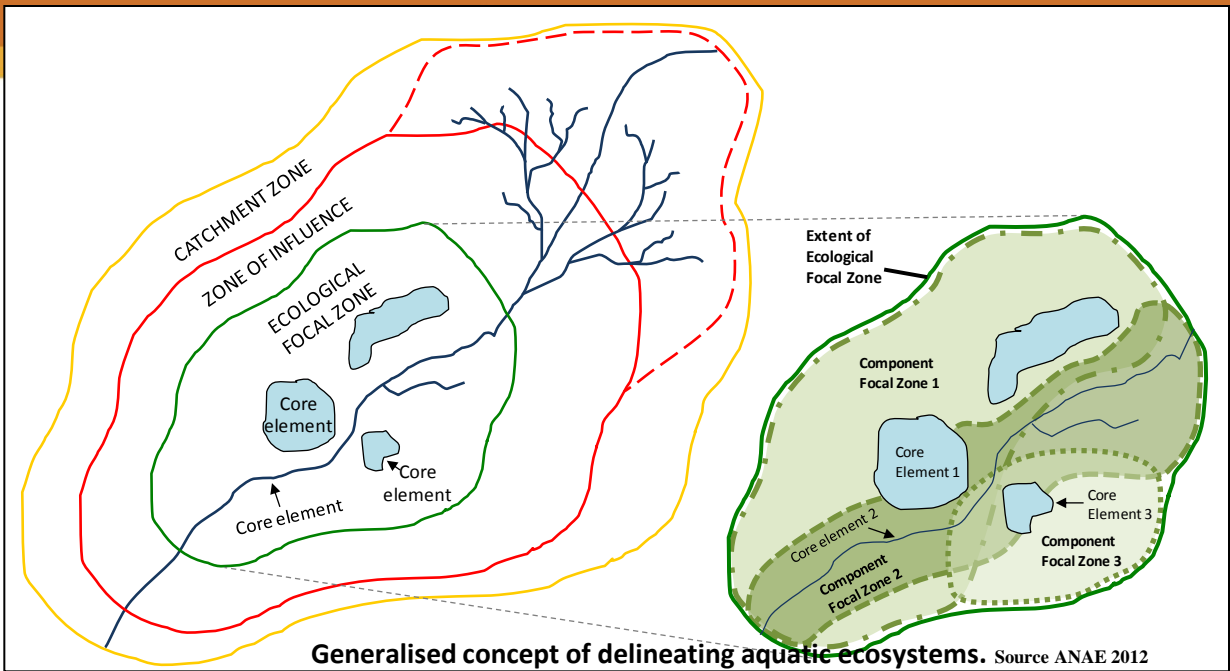 CATCHMENT ZONE
ZONE OF INFLUENCE
ECOLOGICAL
FOCAL ZONE
Core
element
Core
element
Core element
Extent of
Ecological
Focal Zone
Component
Focal Zone 1
Core
Element 1
Core element 2
Component
Focal Zone 2
Core
Element 3
Component
Focal Zone 3
Generalised concept of delineating aquatic ecosystems. Source ANAE 2012